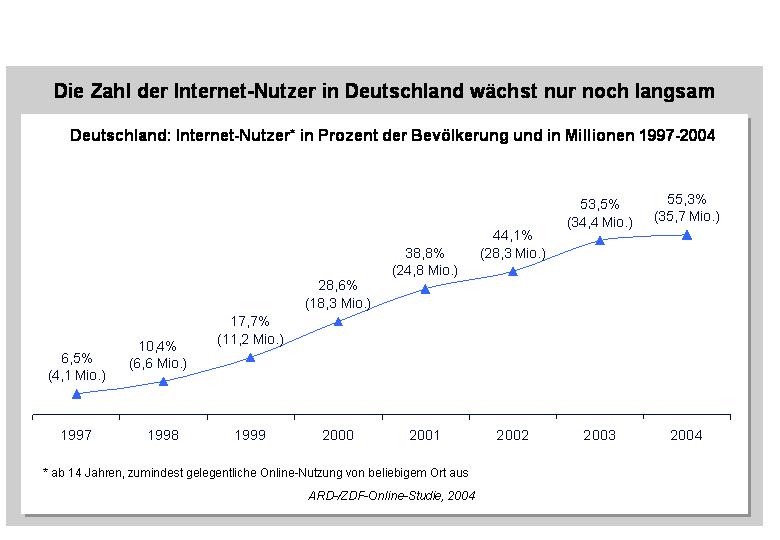 Die Zahl der Internet-Nutzer in Deutschland wächst nur noch langsam
Deutschland: Internet-Nutzer* in Prozent der Bevölkerung und in Millionen 1997-2004
6,5%
(4,1 Mio.)
10,4%
(6,6 Mio.)
17,7%
(11,2 Mio.)
28,6%
(18,3 Mio.)
38,8%
(24,8 Mio.)
44,1%
(28,3 Mio.)
53,5%
(34,4 Mio.)
55,3%
(35,7 Mio.)
1997 1998 1999 2000 2001 2002 2003 2004
* ab 14 Jahren, zumindest gelegentliche Online-Nutzung von beliebigem Ort aus
ARD-/ZDF-Online-Studie, 2004